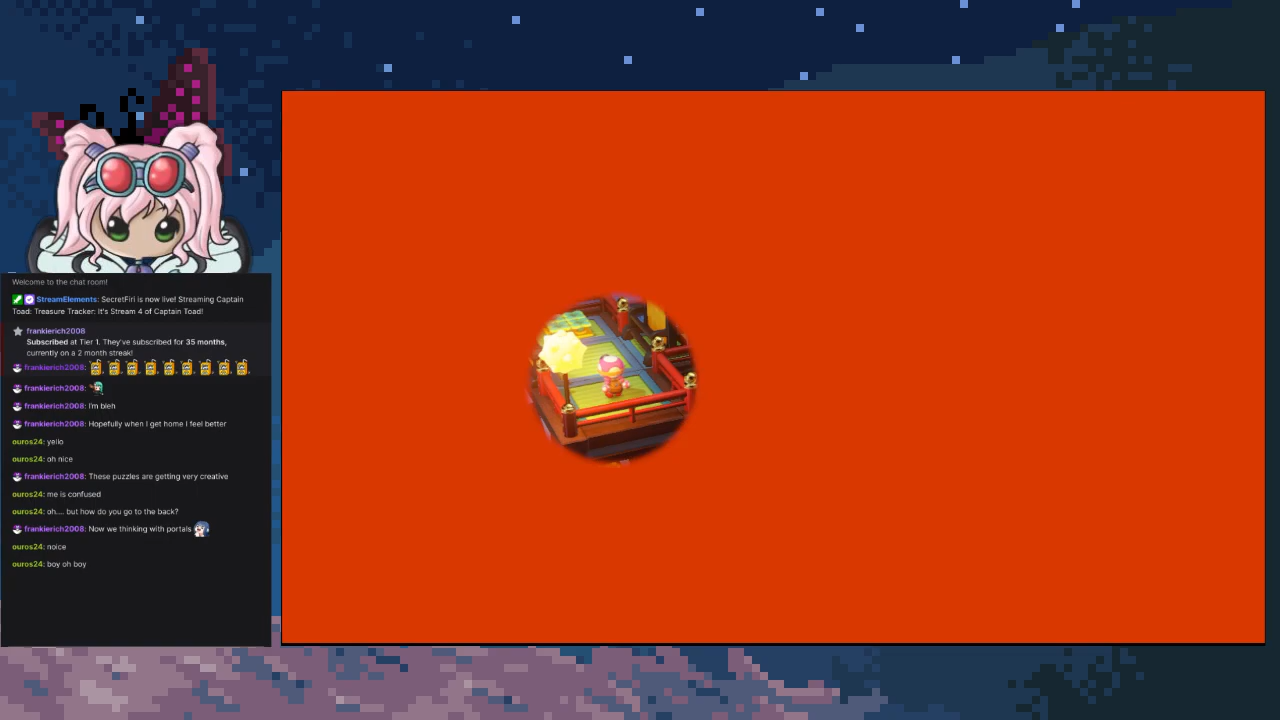 Welcome to the chat room!
StreamElements: SecretFiri is now live! Streaming Captain
Toad: Treasure Tracker: It's Stream 4 of Captain Toad!
frankierich2008
Subscribed at Tier 1. They've subscribed for 35 months,
currently on a 2 month streak!
frankierich2008:
frankierich2008:
frankierich2008: I'm bleh
frankierich2008: Hopefully when I get home I feel better
ouros24: yello
ouros24: oh nice
frankierich2008: These puzzles are getting very creative
ouros24: me is confused
ouros24: oh.... but how do you go to the back?
frankierich2008: Now we thinking with portals
ouros24: noice
ouros24: boy oh boy